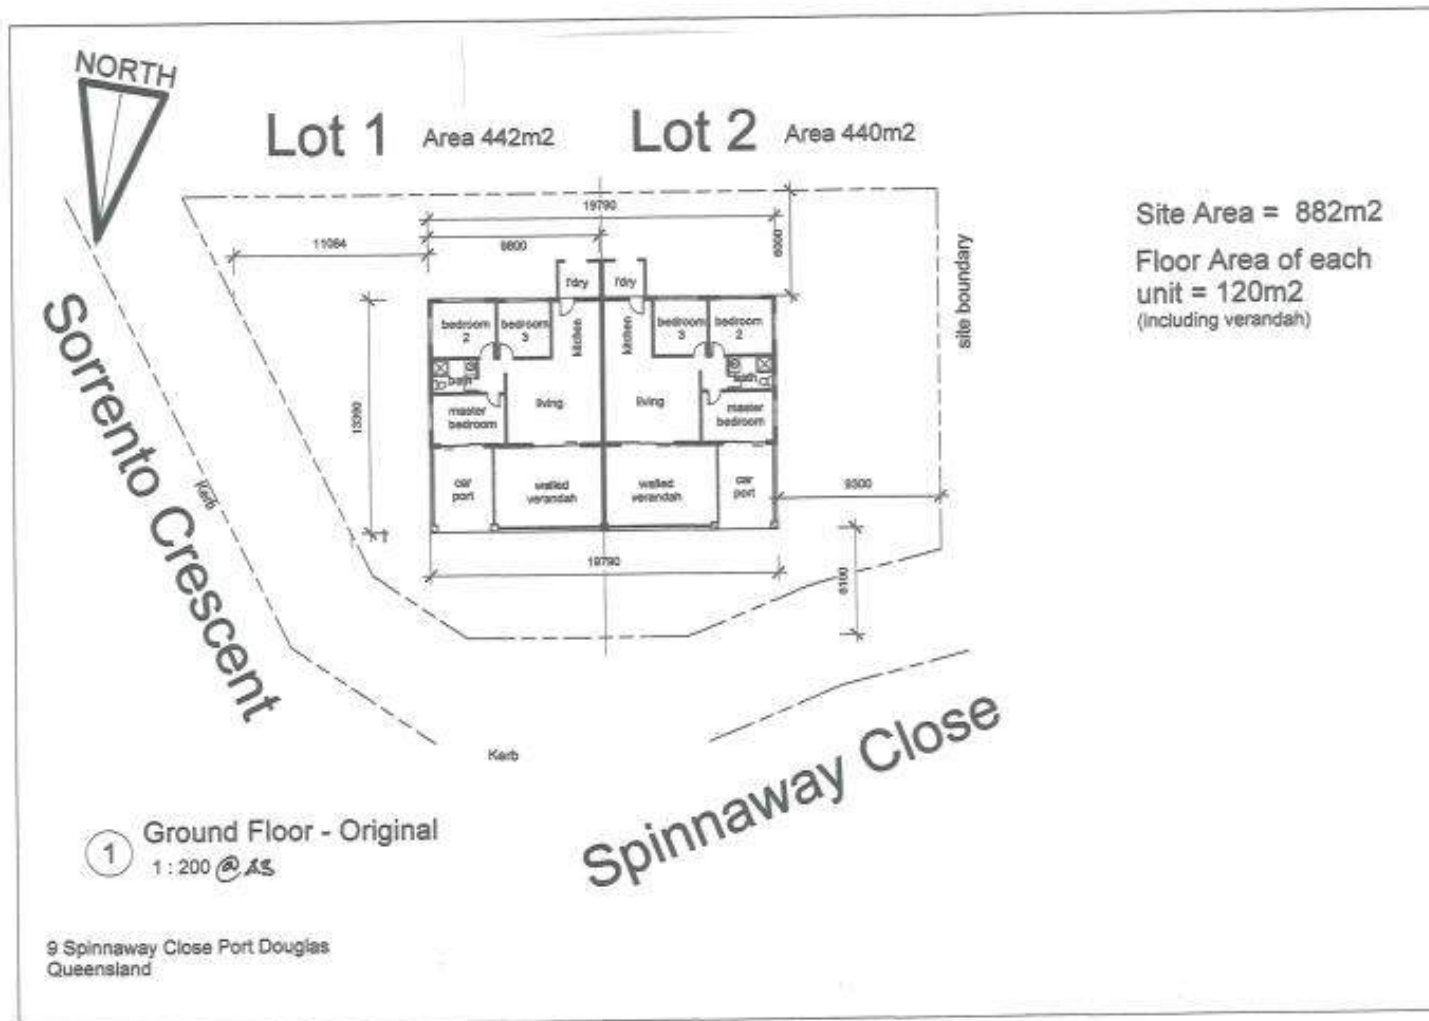 NORTH
Lot 1 Area 442m2 Lot 2 Area 440m2
19790
11084
9800
6000
Site Area = 882m2
Floor Area of each
unit = 120m2
(including verandah)
site boundary
l'dry l'dry
bedroom
2
bedroom
3
kitchen
kitchen
bedroom
3
bedroom
2
bath
bath
living
living
master
bedroom
master
bedroom
13390
car
port
walled
verandah
walled
verandah
car
port
9300
19790
6100
Sorrento Crescent
Kerb
Kerb
Spinnaway Close
1
Ground Floor - Original
1 : 200 @ A3
9 Spinnaway Close Port Douglas
Queensland